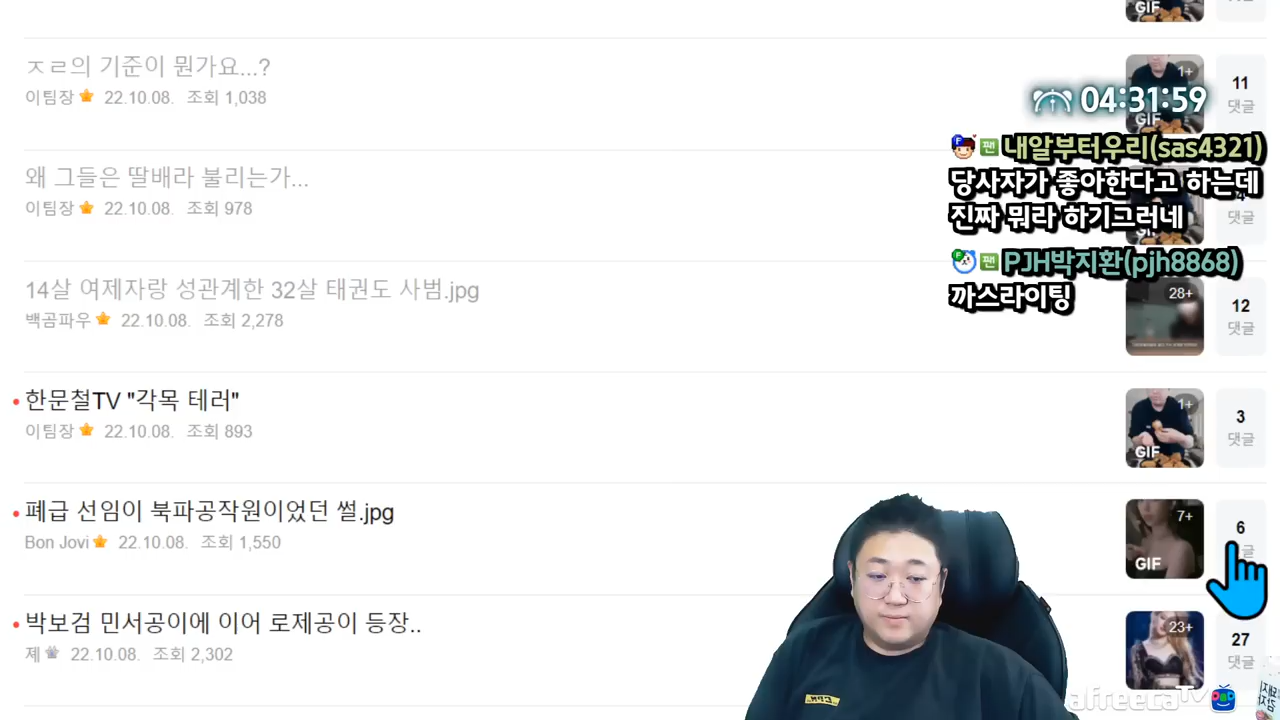 GIF
ㅈㄹ의 기준이 뭔가요...?
이팀장 22.10.08. 조회 1,038
1+
GIF
11
댓글
04:31:59
팬 내알부터우리(sas4321)
당사자가 좋아한다고 하는데
진짜 뭐라 하기그러네
팬 PJH박지환(pjh8868)
까스라이팅
왜 그들은 딸배라 불리는가...
이팀장 22.10.08. 조회 978
댓글
14살 여제자랑 성관계한 32살 태권도 사범.jpg
백곰파우 22.10.08. 조회 2,278
28+
12
댓글
한문철TV "각목 테러"
이팀장 22.10.08. 조회 893
1+
GIF
3
댓글
폐급 선임이 북파공작원이었던 썰.jpg
Bon Jovi 22.10.08. 조회 1,550
7+
GIF
6
박보검 민서공이에 이어 로제공이 등장..
제 22.10.08. 조회 2,302
23+
27
댓글
afreecaTV